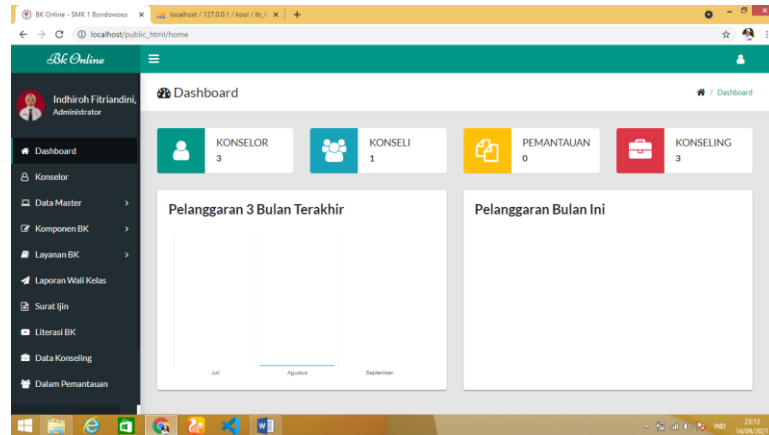 BK Online - SMK 1 Bondowoso
localhost / 127.0.0.1 / kool / tb_
localhost/public_html/home
Bk Online
Indhiroh Fitriandini,
Administrator
Dashboard
/ Dashboard
KONSELOR
3
KONSELI
1
PEMANTAUAN
0
KONSELING
3
Dashboard
Konselor
Data Master
Komponen BK
Layanan BK
Laporan Wali Kelas
Surat Ijin
Literasi BK
Data Konseling
Dalam Pemantauan
Pelanggaran 3 Bulan Terakhir
Juli
Agustus
September
Pelanggaran Bulan Ini
IND
23:13
14/09/2021